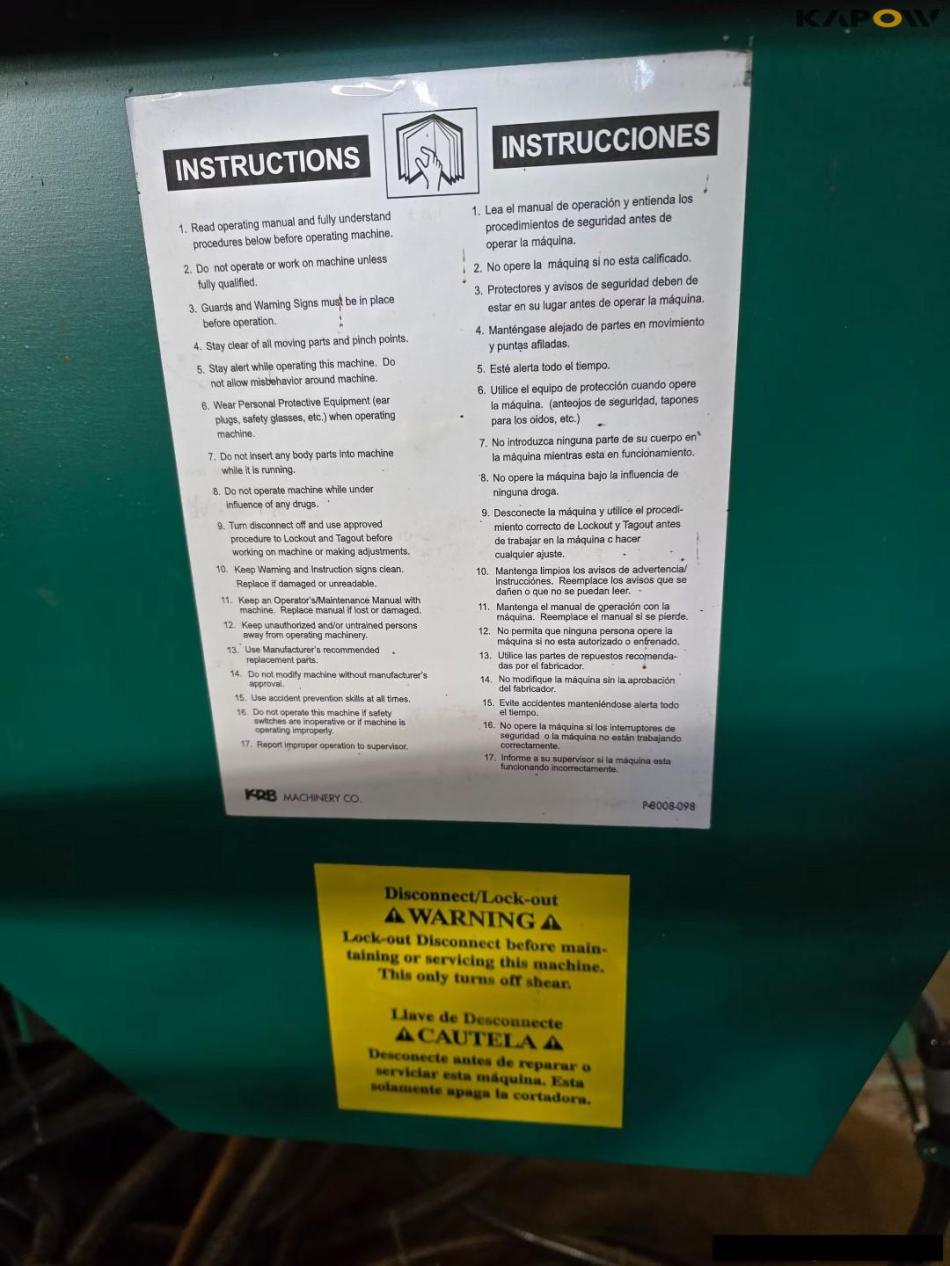 KAPOW
INSTRUCTIONS
1. Read operating manual and fully understand
procedures below before operating machine.
2. Do not operate or work on machine unless
fully qualified.
3. Guards and Warning Signs must be in place
before operation.
4. Stay clear of all moving parts and pinch points.
5. Stay alert while operating this machine. Do
not allow misbehavior around machine.
6. Wear Personal Protective Equipment (ear
plugs, safety glasses, etc.) when operating
machine.
7. Do not insert any body parts into machine
while it is running.
8. Do not operate machine while under
influence of any drugs.
9. Turn disconnect off and use approved
procedure to Lockout and Tagout before
working on machine or making adjustments.
10. Keep Warning and Instruction signs clean.
Replace if damaged or unreadable.
11. Keep an Operator's/Maintenance Manual with
machine. Replace manual if lost or damaged.
12. Keep unauthorized and/or untrained persons
away from operating machinery.
13. Use Manufacturer's recommended
replacement parts.
14. Do not modify machine without manufacturer's
approval.
15. Use accident prevention skills at all times.
16. Do not operate this machine if safety
switches are inoperative or if machine is
operating improperly.
17. Report improper operation to supervisor.
KRB MACHINERY CO.
INSTRUCCIONES
1. Lea el manual de operación y entienda los
procedimientos de seguridad antes de
operar la máquina.
2. No opere la máquina si no esta calificado.
3. Protectores y avisos de seguridad deben de
estar en su lugar antes de operar la máquina.
4. Manténgase alejado de partes en movimiento
y puntas afiladas.
5. Esté alerta todo el tiempo.
6. Utilice el equipo de protección cuando opere
la máquina. (anteojos de seguridad, tapones
para los oidos, etc.)
7. No introduzca ninguna parte de su cuerpo en
la máquina mientras esta en funcionamiento.
8. No opere la máquina bajo la influencia de
ninguna droga.
9. Desconecte la máquina y utilice el procedi-
miento correcto de Lockout y Tagout antes
de trabajar en la máquina o hacer
cualquier ajuste.
10. Mantenga limpios los avisos de advertencia/
instrucciónes. Reemplace los avisos que se
dañen o que no se puedan leer.
11. Mantenga el manual de operación con la
máquina. Reemplace el manual si se pierde.
12. No permita que ninguna persona opere la
máquina si no esta autorizado o entrenado.
13. Utilice las partes de repuestos recomenda-
das por el fabricador.
14. No modifique la máquina sin la aprobación
del fabricador.
15. Evite accidentes manteniéndose alerta todo
el tiempo.
16. No opere la máquina si los interruptores de
seguridad o la máquina no están trabajando
correctamente.
17. Informe a su supervisor si la máquina esta
funcionando incorrectamente.
P-8008-098
Disconnect/Lock-out
⚠ WARNING ⚠
Lock-out Disconnect before main-
taining or servicing this machine.
This only turns off shear.
Llave de Desconnecte
⚠ CAUTELA ⚠
Desconecte antes de reparar o
serviciar esta máquina. Esta
solamente apaga la cortadora.